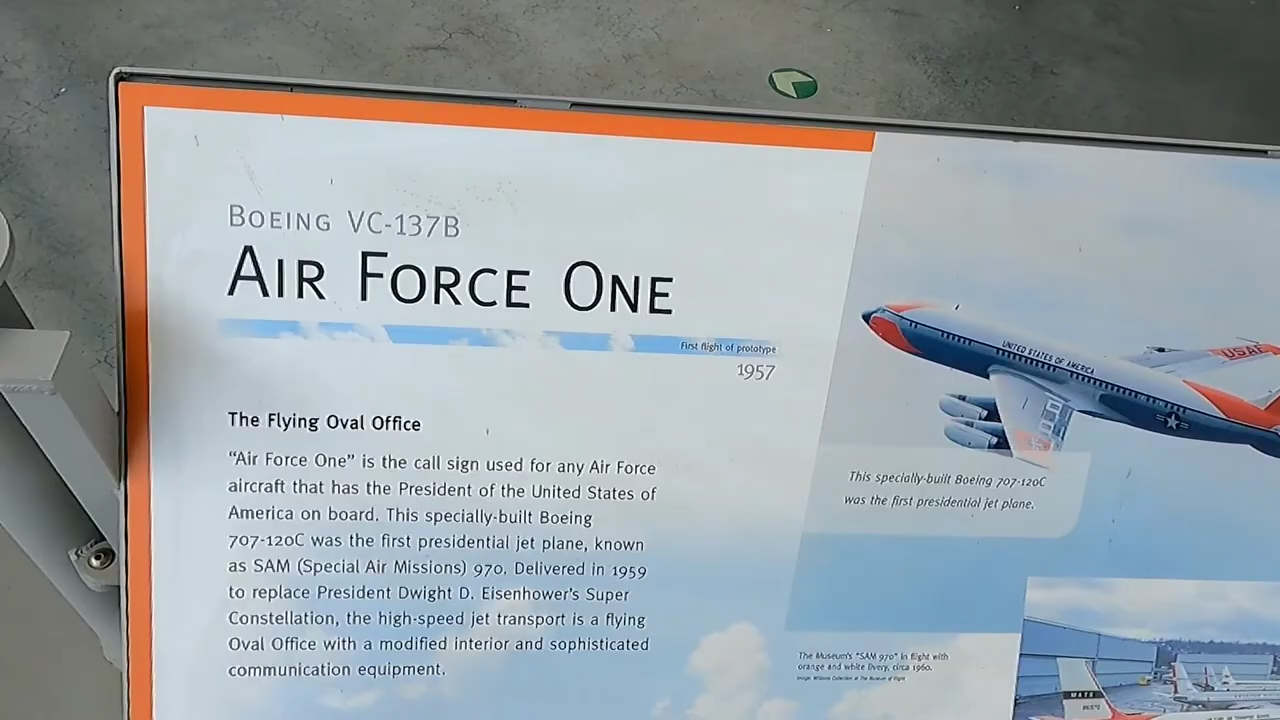 BOEING VC-137B
AIR FORCE ONE
First flight of prototype
1957
The Flying Oval Office
“Air Force One” is the call sign used for any Air Force
aircraft that has the President of the United States of
America on board. This specially-built Boeing
707-120C was the first presidential jet plane, known
as SAM (Special Air Missions) 970. Delivered in 1959
to replace President Dwight D. Eisenhower's Super
Constellation, the high-speed jet transport is a flying
Oval Office with a modified interior and sophisticated
communication equipment.
UNITED STATES OF AMERICA
USAF
This specially-built Boeing 707-120C
was the first presidential jet plane.
The Museum's "SAM 970" in flight with
orange and white livery, circa 1960.
MATS